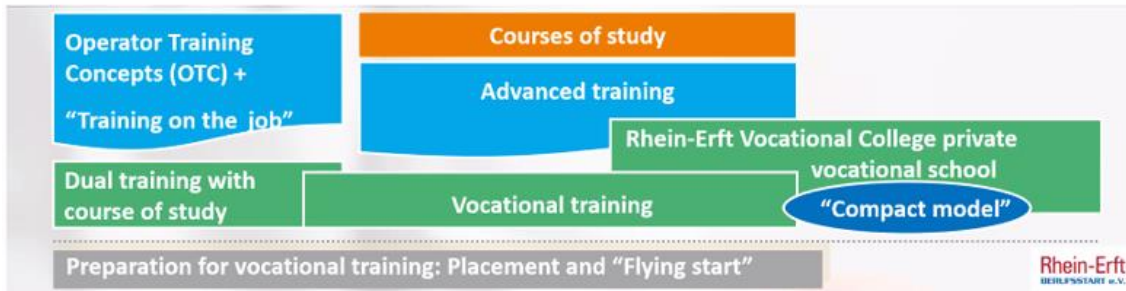 Operator Training
Concepts (OTC) +
“Training on the job”
Courses of study
Advanced training
Rhein-Erft Vocational College private
vocational school
Dual training with
course of study
Vocational training
“Compact model”
Preparation for vocational training: Placement and “Flying start”
Rhein-Erft
BERUFSSTART e.V.